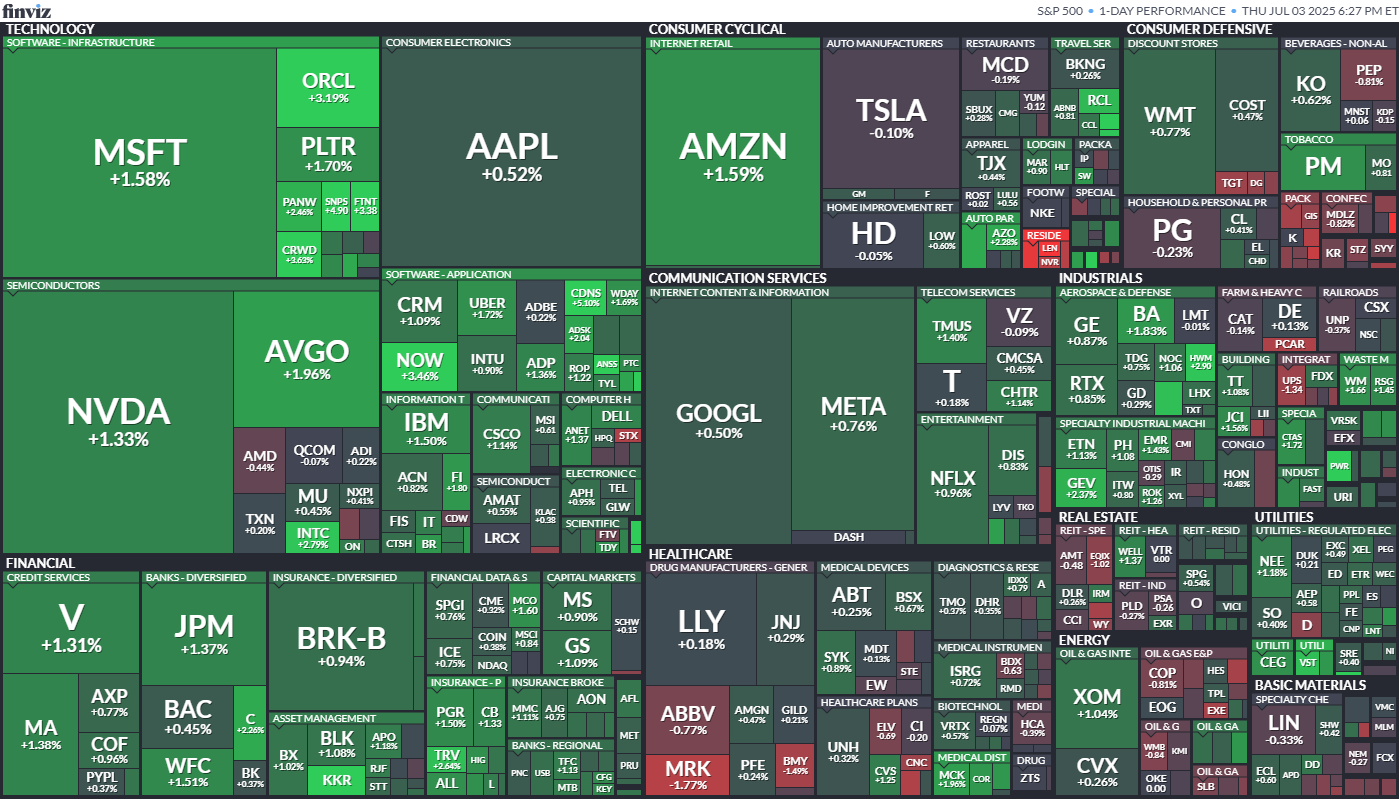 finviz
S&P 500 • 1-DAY PERFORMANCE • THU JUL 03 2025 6:27 PM ET
TECHNOLOGY
SOFTWARE - INFRASTRUCTURE
MSFT
+1.58%
ORCL
+3.19%
PLTR
+1.70%
PANW
+2.46%
SNPS
+4.90
FTNT
+3.38
CRWD
+3.63%
CONSUMER ELECTRONICS
AAPL
+0.52%
SEMICONDUCTORS
NVDA
+1.33%
AVGO
+1.96%
AMD
-0.44%
QCOM
-0.07%
ADI
+0.22%
TXN
+0.20%
MU
+0.45%
NXPI
+0.41%
INTC
+2.79%
ON
SOFTWARE - APPLICATION
CRM
+1.09%
UBER
+1.72%
ADBE
+0.22%
CDNS
+5.10%
WDAY
+1.69%
NOW
+3.46%
INTU
+0.90%
ADP
+1.36%
ADSK
+2.04
ROP
+1.22
ANSS
PTC
TYL
INFORMATION T
IBM
+1.50%
ACN
+0.82%
FI
+1.80
FIS
IT
CDW
CTSH
BR
COMMUNICATI
CSCO
+1.14%
MSI
+0.61
SEMICONDUCT
AMAT
+0.55%
KLAC
+0.38
LRCX
COMPUTER H
ANET
+1.37
DELL
HPQ
STX
ELECTRONIC C
APH
+0.95%
TEL
GLW
SCIENTIFIC
FTV
TDY
CONSUMER CYCLICAL
INTERNET RETAIL
AMZN
+1.59%
AUTO MANUFACTURERS
TSLA
-0.10%
GM
F
HOME IMPROVEMENT RET
HD
-0.05%
LOW
+0.60%
RESTAURANTS
MCD
-0.19%
SBUX
+0.28%
CMG
YUM
-0.12
TRAVEL SER
BKNG
+0.26%
ABNB
+0.81
RCL
CCL
APPAREL
TJX
+0.44%
ROST
+0.02
LULU
+0.56
LODGIN
MAR
+0.90
HLT
PACKA
IP
SW
AUTO PAR
AZO
+2.28%
FOOTW
NKE
SPECIAL
RESIDE
LEN
NVR
CONSUMER DEFENSIVE
DISCOUNT STORES
WMT
+0.77%
COST
+0.47%
TGT
DG
BEVERAGES - NON-AL
KO
+0.62%
PEP
-0.81%
MNST
+0.06
KDP
-0.15
TOBACCO
PM
MO
+0.81
HOUSEHOLD & PERSONAL PR
PG
-0.23%
CL
+0.41%
EL
CHD
PACK
GIS
K
CONFEC
MDLZ
-0.82%
KR
STZ
SYY
COMMUNICATION SERVICES
INTERNET CONTENT & INFORMATION
GOOGL
+0.50%
META
+0.76%
DASH
TELECOM SERVICES
TMUS
+1.40%
VZ
-0.09%
T
+0.18%
CMCSA
+0.45%
CHTR
+1.14%
ENTERTAINMENT
NFLX
+0.96%
DIS
+0.83%
LYV
TKO
INDUSTRIALS
AEROSPACE & DEFENSE
GE
+0.87%
BA
+1.83%
LMT
-0.01%
RTX
+0.85%
TDG
+0.75%
NOC
+1.06
HWM
+2.90
GD
+0.29%
LHX
TXT
SPECIALTY INDUSTRIAL MACHI
ETN
+1.13%
PH
+1.08
EMR
+1.43%
CMI
GEV
+2.37%
ITW
+0.80
OTIS
-0.29
IR
ROK
+1.26
XYL
FARM & HEAVY C
CAT
-0.14%
DE
+0.13%
PCAR
RAILROADS
UNP
-0.37%
CSX
NSC
BUILDING
TT
+1.08%
JCI
+1.56%
LII
INTEGRAT
UPS
-1.34
FDX
WASTE M
WM
+1.66
RSG
+1.45
CONGLO
HON
+0.48%
SPECIA
CTAS
+1.72
VRSK
EFX
INDUST
FAST
PWR
URI
FINANCIAL
CREDIT SERVICES
V
+1.31%
MA
+1.38%
AXP
+0.77%
COF
+0.96%
PYPL
+0.37%
BANKS - DIVERSIFIED
JPM
+1.37%
BAC
+0.45%
C
+2.26%
WFC
+1.51%
BK
+0.37%
INSURANCE - DIVERSIFIED
BRK-B
+0.94%
ASSET MANAGEMENT
BX
+1.02%
BLK
+1.08%
APO
+1.18%
KKR
RJF
STT
FINANCIAL DATA & S
SPGI
+0.76%
CME
+0.32%
MCO
+1.60
ICE
+0.75%
COIN
+0.38%
MSCI
+0.84
NDAQ
CAPITAL MARKETS
MS
+0.90%
SCHW
+0.15
GS
+1.09%
INSURANCE - P
PGR
+1.50%
CB
+1.33
TRV
+2.64%
HIG
ALL
L
INSURANCE BROKE
MMC
+1.11%
AJG
+0.75
AON
BANKS - REGIONAL
PNC
USB
TFC
+1.13
MTB
CFG
KEY
AFL
MET
PRU
HEALTHCARE
DRUG MANUFACTURERS - GENER
LLY
+0.18%
JNJ
+0.29%
ABBV
-0.77%
AMGN
+0.47%
GILD
+0.21%
MRK
-1.77%
PFE
+0.24%
BMY
-1.49%
MEDICAL DEVICES
ABT
+0.25%
BSX
+0.67%
SYK
+0.89%
MDT
+0.13%
STE
EW
HEALTHCARE PLANS
UNH
+0.32%
ELV
-0.69
CI
-0.20
CVS
+1.25
CNC
DIAGNOSTICS & RESE
TMO
+0.37%
DHR
+0.35%
IDXX
+0.79
A
MEDICAL INSTRUMEN
ISRG
+0.72%
BDX
-0.63
RMD
BIOTECHNOL
VRTX
+0.57%
REGN
-0.07%
MEDI
HCA
-0.39%
MEDICAL DIST
MCK
+1.96%
COR
DRUG
ZTS
REAL ESTATE
REIT - SPE
AMT
-0.48
EQIX
-1.02
DLR
+0.26%
IRM
CCI
WY
REIT - HEA
WELL
+1.37
VTR
0.00
REIT - IND
PLD
-0.27%
PSA
-0.26
EXR
REIT - RESID
SPG
+0.54%
O
VICI
UTILITIES
UTILITIES - REGULATED ELEC
NEE
+1.18%
DUK
+0.21
EXC
+0.49
XEL
PEG
ED
ETR
WEC
SO
+0.40%
AEP
+0.58
PPL
ES
D
FE
CNP
LNT
UTILITI
CEG
UTILI
VST
SRE
+0.40
NI
ENERGY
OIL & GAS INTE
XOM
+1.04%
CVX
+0.26%
OIL & GAS E&P
COP
-0.81%
HES
EOG
TPL
EXE
OIL & G
WMB
-0.84
KMI
OKE
0.00
OIL & GA
OIL & GA
SLB
BASIC MATERIALS
SPECIALTY CHE
LIN
-0.33%
SHW
+0.42
ECL
+0.60
APD
DD
VMC
MLM
NEM
-0.27
FCX